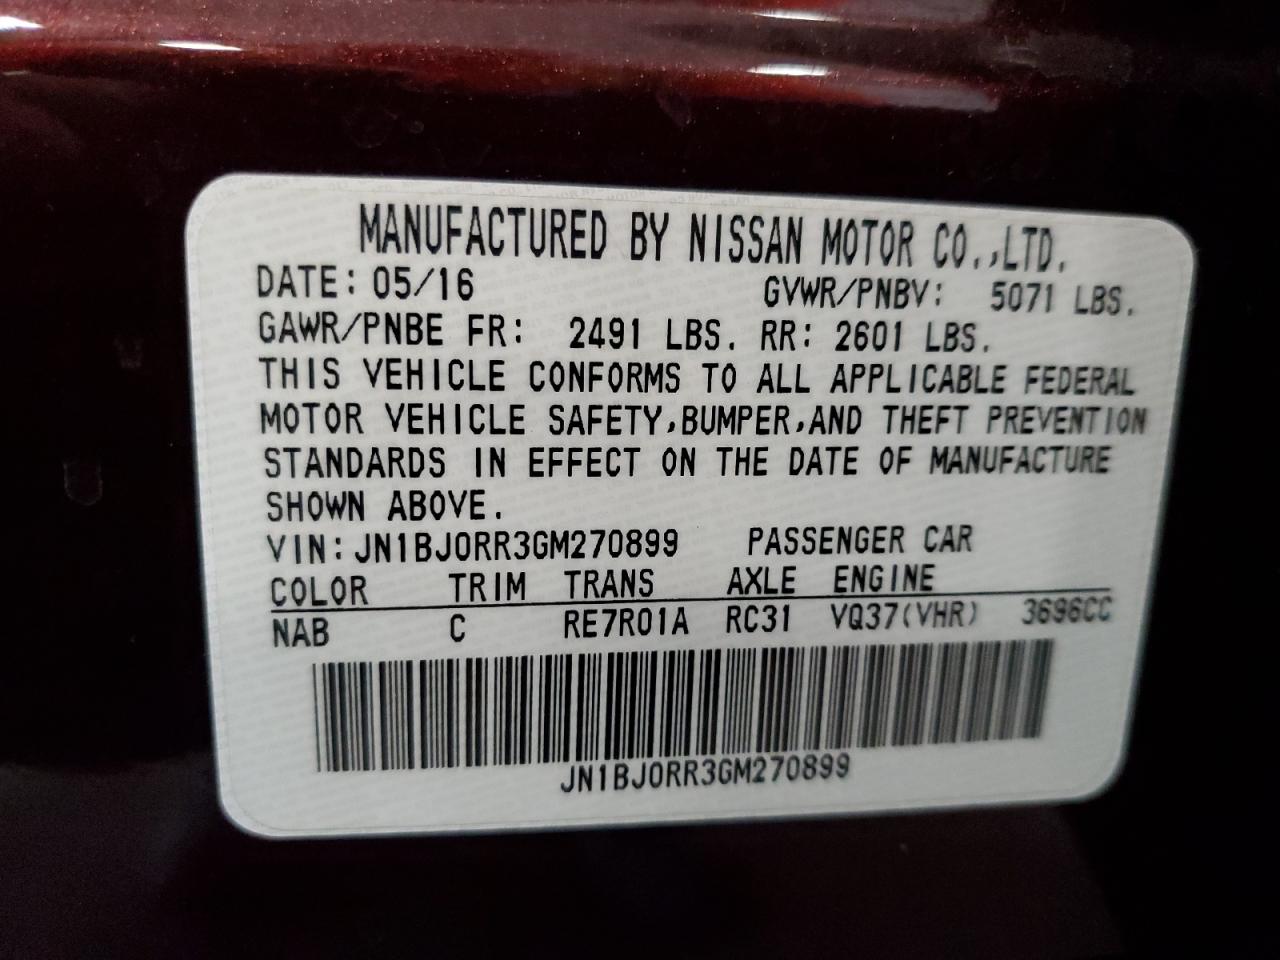 MANUFACTURED BY NISSAN MOTOR CO.,LTD.
DATE: 05/16 GVWR/PNBV: 5071 LBS.
GAWR/PNBE FR: 2491 LBS. RR: 2601 LBS.
THIS VEHICLE CONFORMS TO ALL APPLICABLE FEDERAL
MOTOR VEHICLE SAFETY,BUMPER,AND THEFT PREVENTION
STANDARDS IN EFFECT ON THE DATE OF MANUFACTURE
SHOWN ABOVE.
VIN: JN1BJ0RR3GM270899 PASSENGER CAR
COLOR TRIM TRANS AXLE ENGINE
NAB C RE7R01A RC31 VQ37(VHR) 3696CC
JN1BJ0RR3GM270899